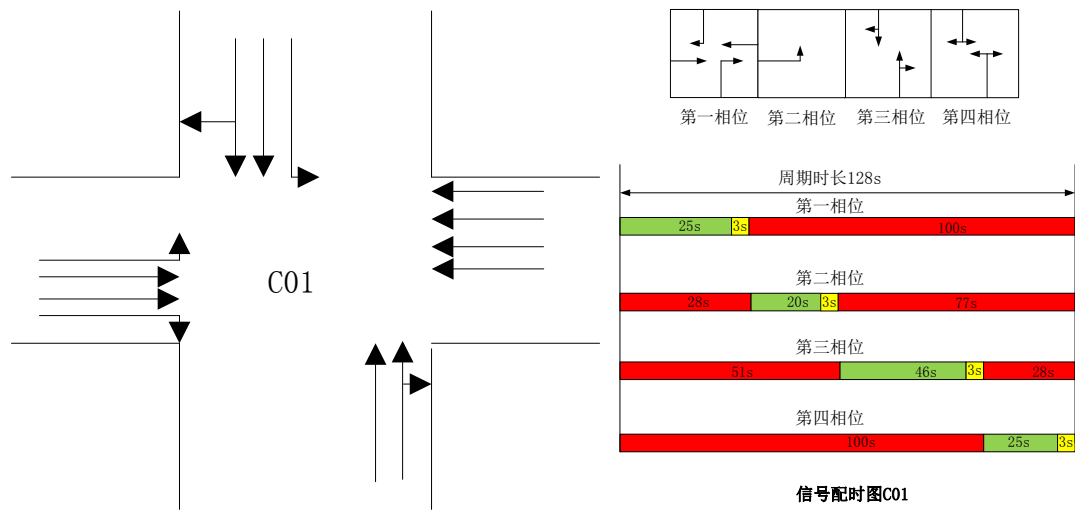 C01
第一相位 第二相位 第三相位 第四相位
周期时长128s
第一相位
25s 3s 100s
第二相位
28s 20s 3s 77s
第三相位
51s 46s 3s 28s
第四相位
100s 25s 3s
信号配时图C01